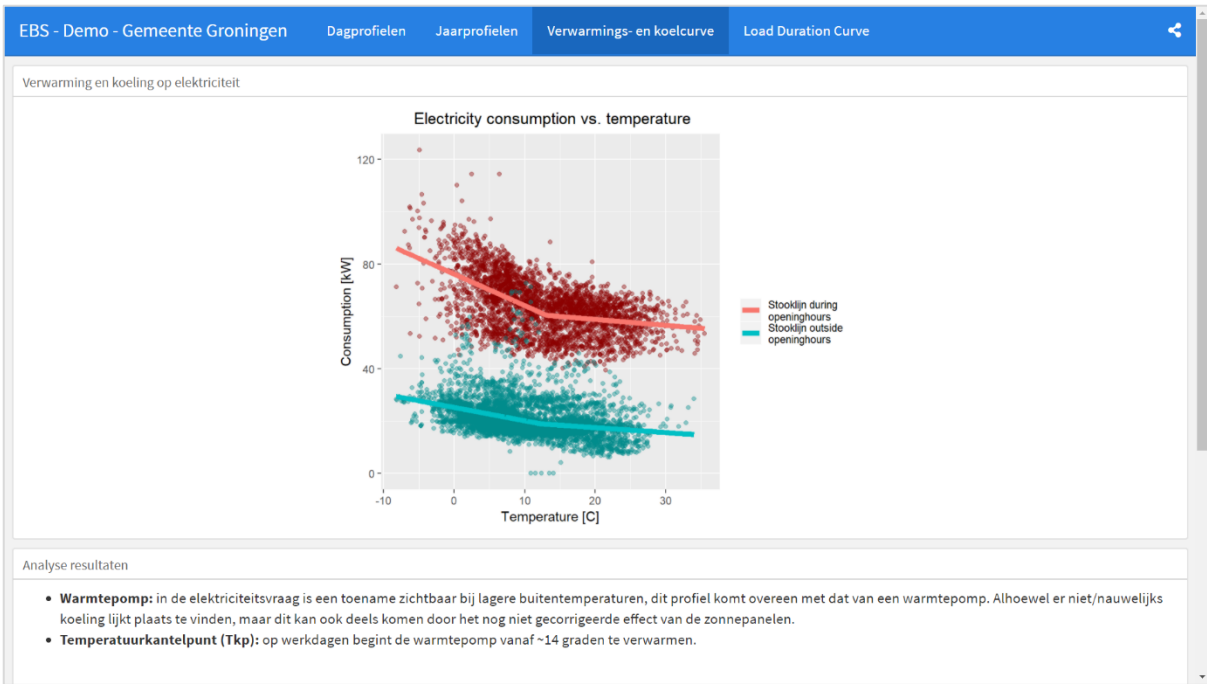 EBS - Demo - Gemeente Groningen Dagprofielen Jaarprofielen Verwarmings- en koelcurve Load Duration Curve
Verwarming en koeling op elektriciteit
Electricity consumption vs. temperature
120
80
40
0
Consumption [kW]
-10 0 10 20 30
Temperature [C]
Stooklijn during
openinghours
Stooklijn outside
openinghours
Analyse resultaten
• Warmtepomp: in de elektriciteitsvraag is een toename zichtbaar bij lagere buitentemperaturen, dit profiel komt overeen met dat van een warmtepomp. Alhoewel er niet/nauwelijks
koeling lijkt plaats te vinden, maar dit kan ook deels komen door het nog niet gecorrigeerde effect van de zonnepanelen.
• Temperatuurkantelpunt (Tkp): op werkdagen begint de warmtepomp vanaf ~14 graden te verwarmen.